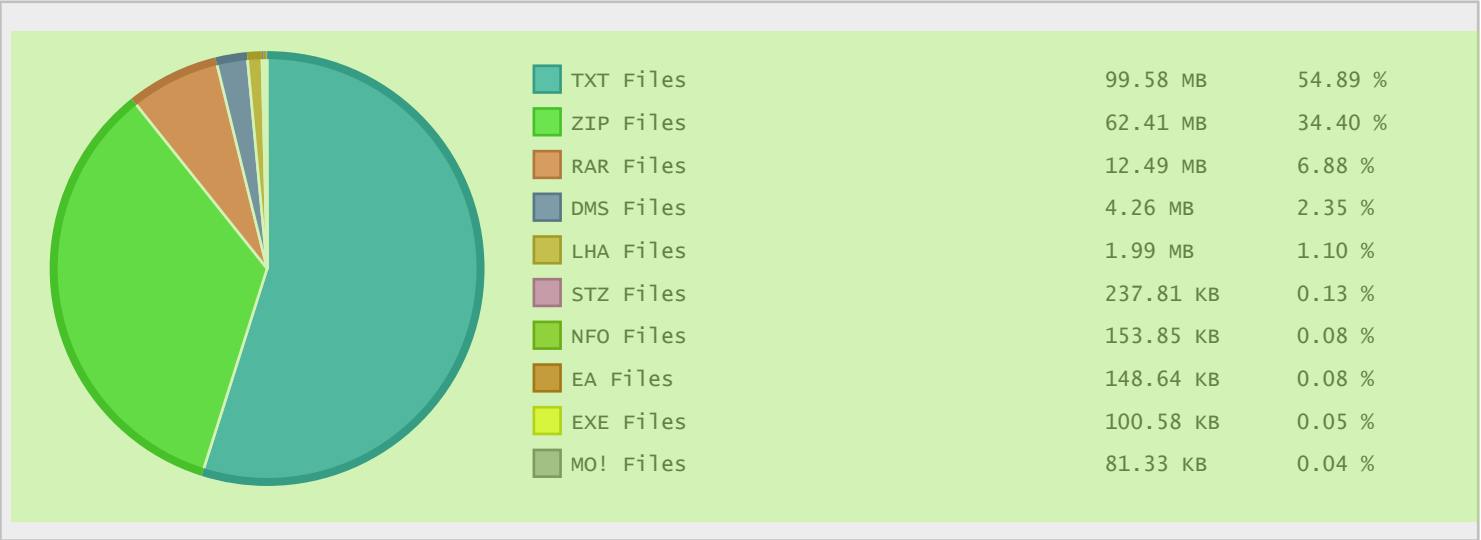 TXT Files 99.58 MB 54.89 %
ZIP Files 62.41 MB 34.40 %
RAR Files 12.49 MB 6.88 %
DMS Files 4.26 MB 2.35 %
LHA Files 1.99 MB 1.10 %
STZ Files 237.81 KB 0.13 %
NFO Files 153.85 KB 0.08 %
EA Files 148.64 KB 0.08 %
EXE Files 100.58 KB 0.05 %
MO! Files 81.33 KB 0.04 %